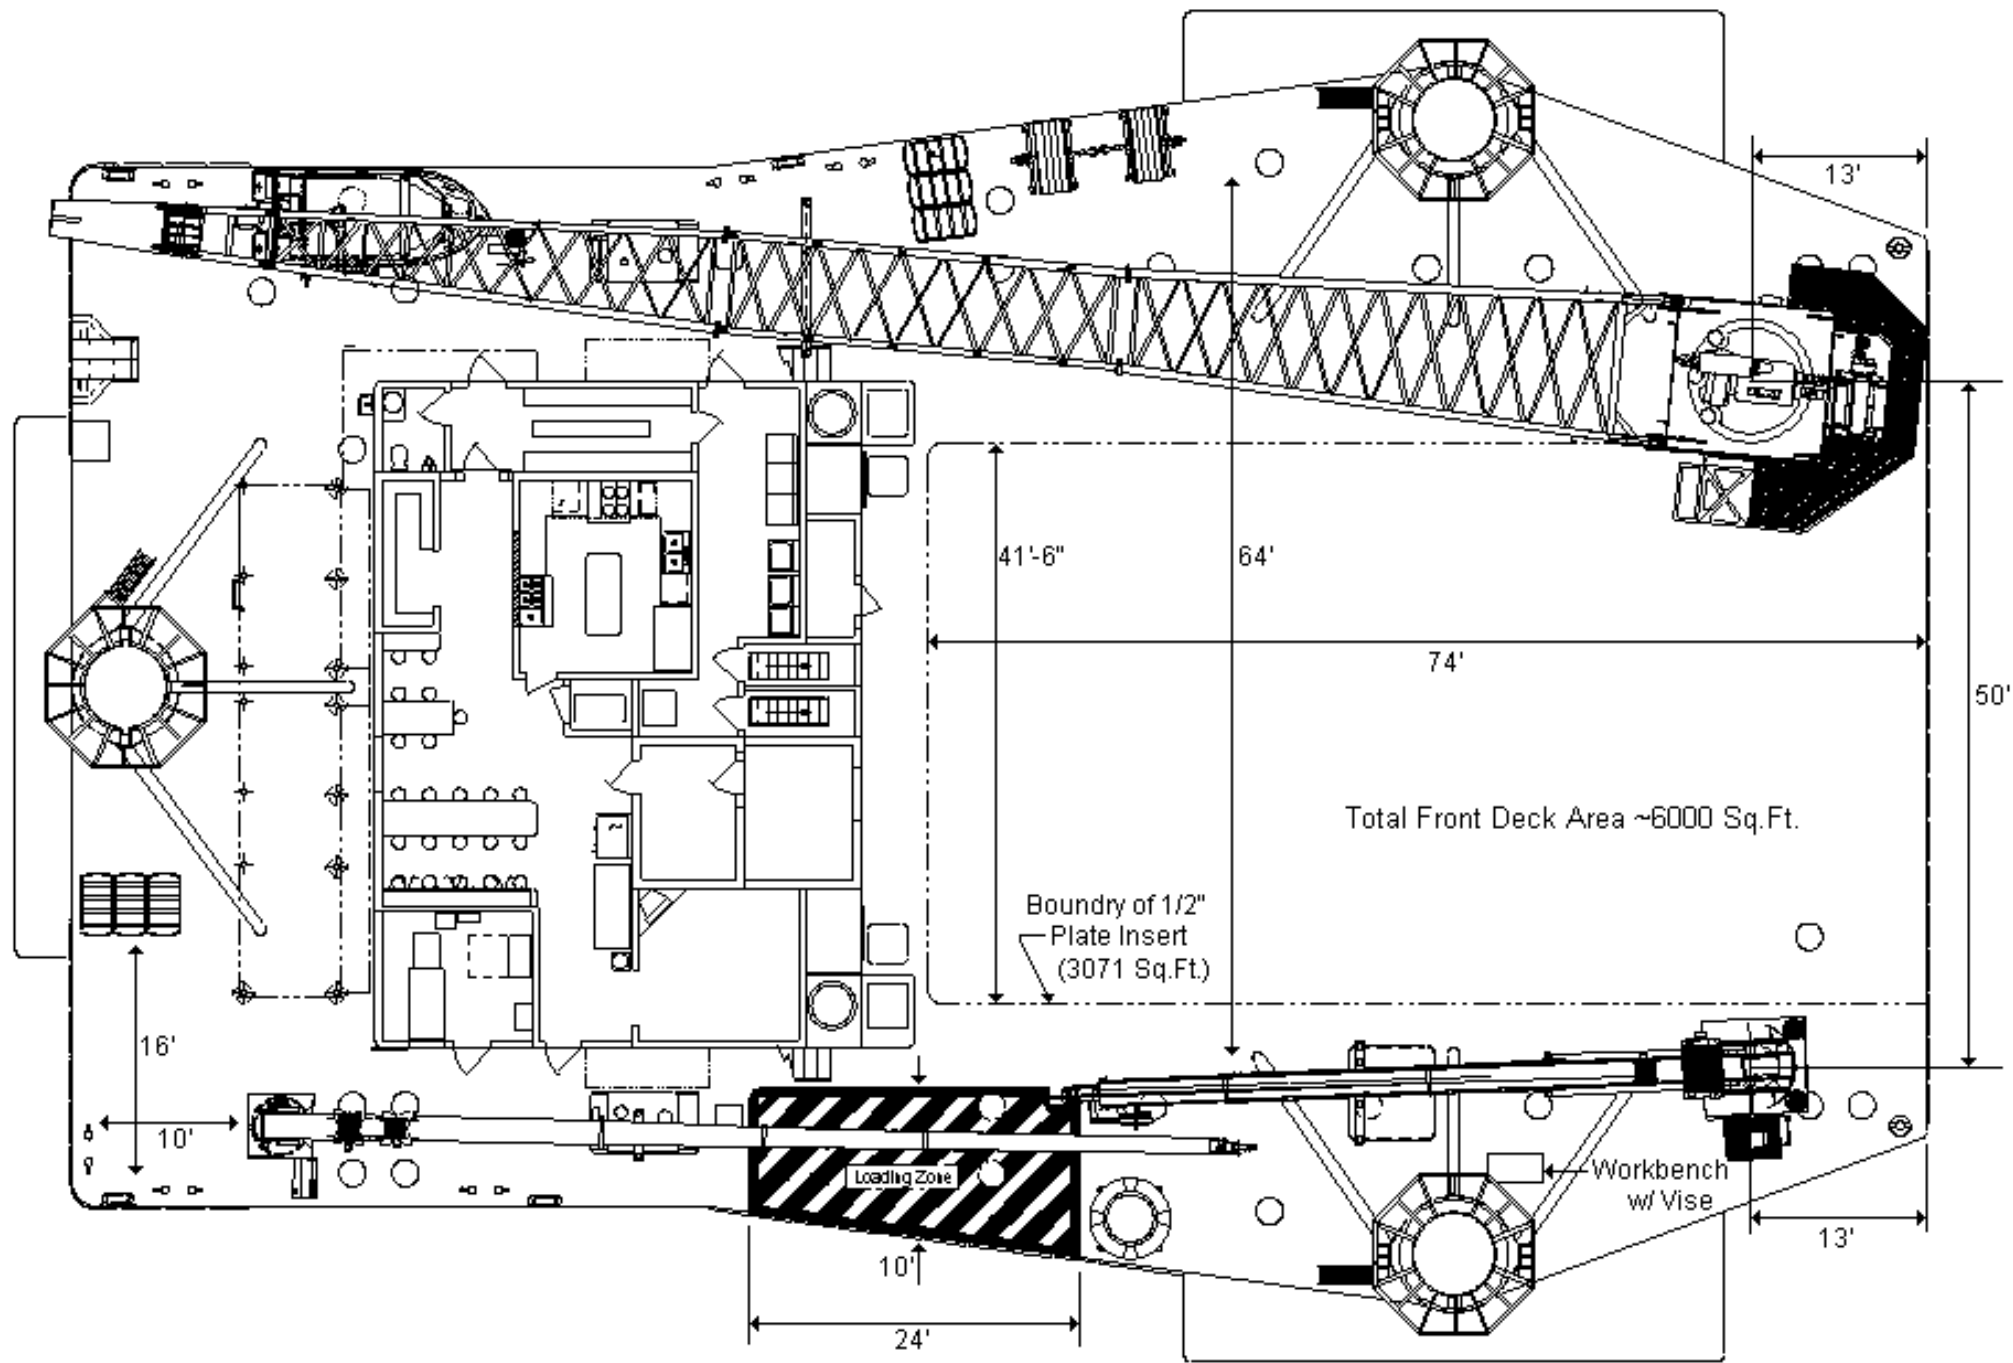 13'
41'-6"
64'
74'
50'
Total Front Deck Area ~6000 Sq.Ft.
Boundry of 1/2"
Plate Insert
(3071 Sq.Ft.)
16'
10'
Loading Zone
Workbench
w/ Vise
13'
10'
24'